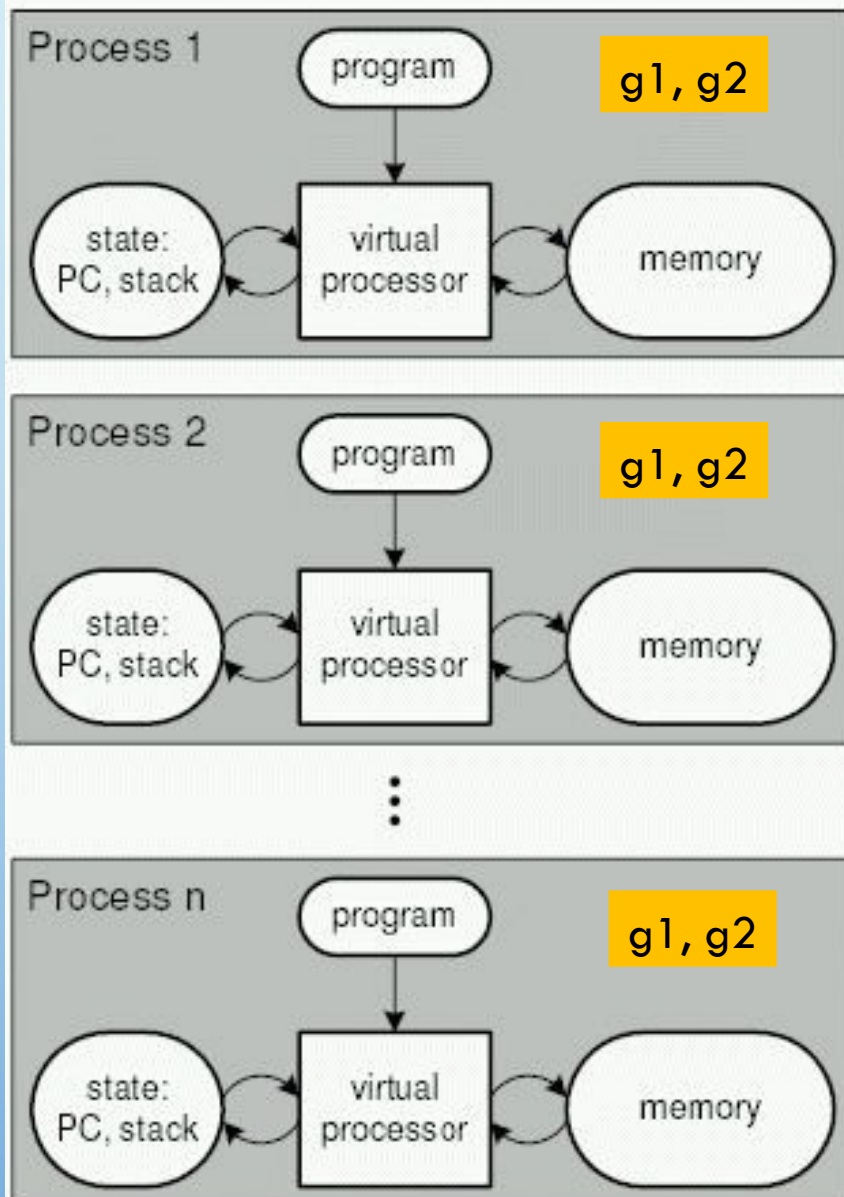 Process 1
program
g1, g2
state:
PC, stack
virtual
processor
memory
Process 2
program
g1, g2
state:
PC, stack
virtual
processor
memory
Process n
program
g1, g2
state:
PC, stack
virtual
processor
memory